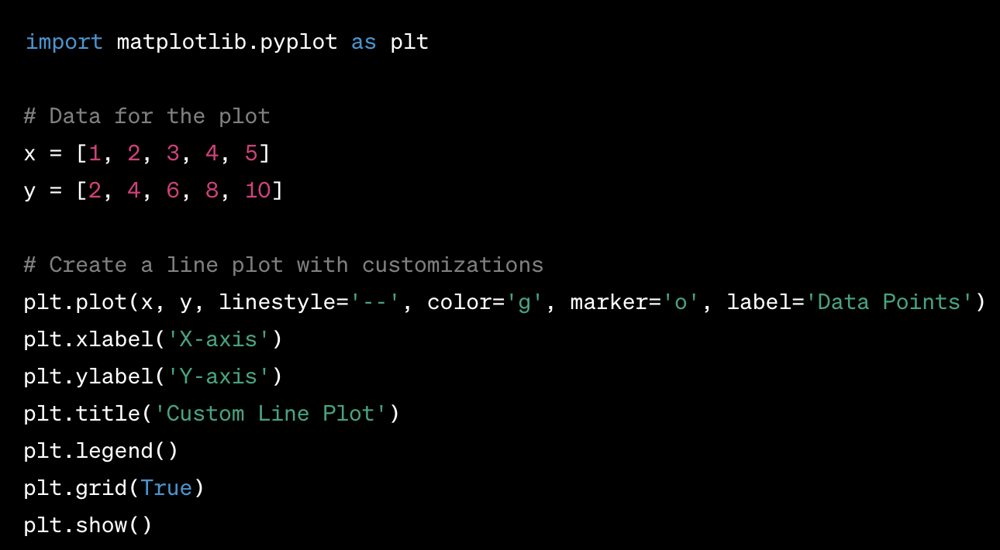 import matplotlib.pyplot as plt
# Data for the plot
x = [1, 2, 3, 4, 5]
y = [2, 4, 6, 8, 10]
# Create a line plot with customizations
plt.plot(x, y, linestyle='--', color='g', marker='o', label='Data Points')
plt.xlabel('X-axis')
plt.ylabel('Y-axis')
plt.title('Custom Line Plot')
plt.legend()
plt.grid(True)
plt.show()